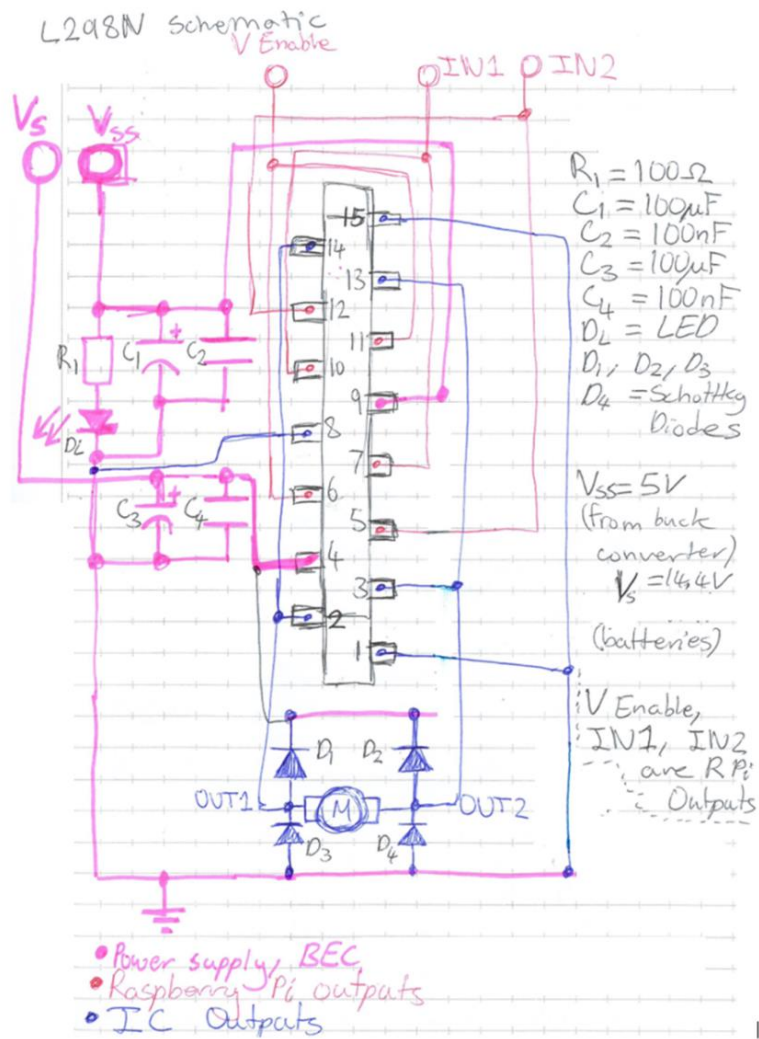 L298N Schematic
V Enable
IN1
IN2
Vs
Vss
R1 = 100Ω
C1 = 100µF
C2 = 100nF
C3 = 100µF
C4 = 100nF
DL = LED
D1, D2, D3
D4 = Schottky
Diodes
15
14
13
12
11
10
9
8
7
6
5
4
3
2
1
R1
C1
+
C2
DL
C3
+
C4
Vss = 5V
(from buck
converter)
Vs = 14,4V
(batteries)
V Enable,
IN1, IN2
are R Pi
Outputs
D1
D2
OUT1
M
OUT2
D3
D4
Power supply, BEC
Raspberry Pi outputs
IC Outputs